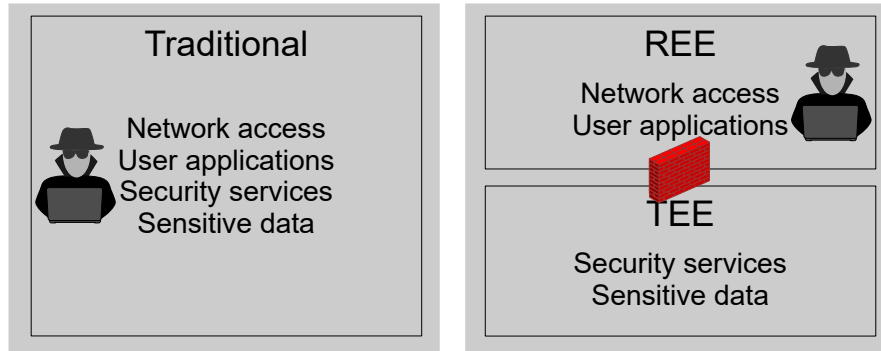 Traditional
Network access
User applications
Security services
Sensitive data
REE
Network access
User applications
TEE
Security services
Sensitive data